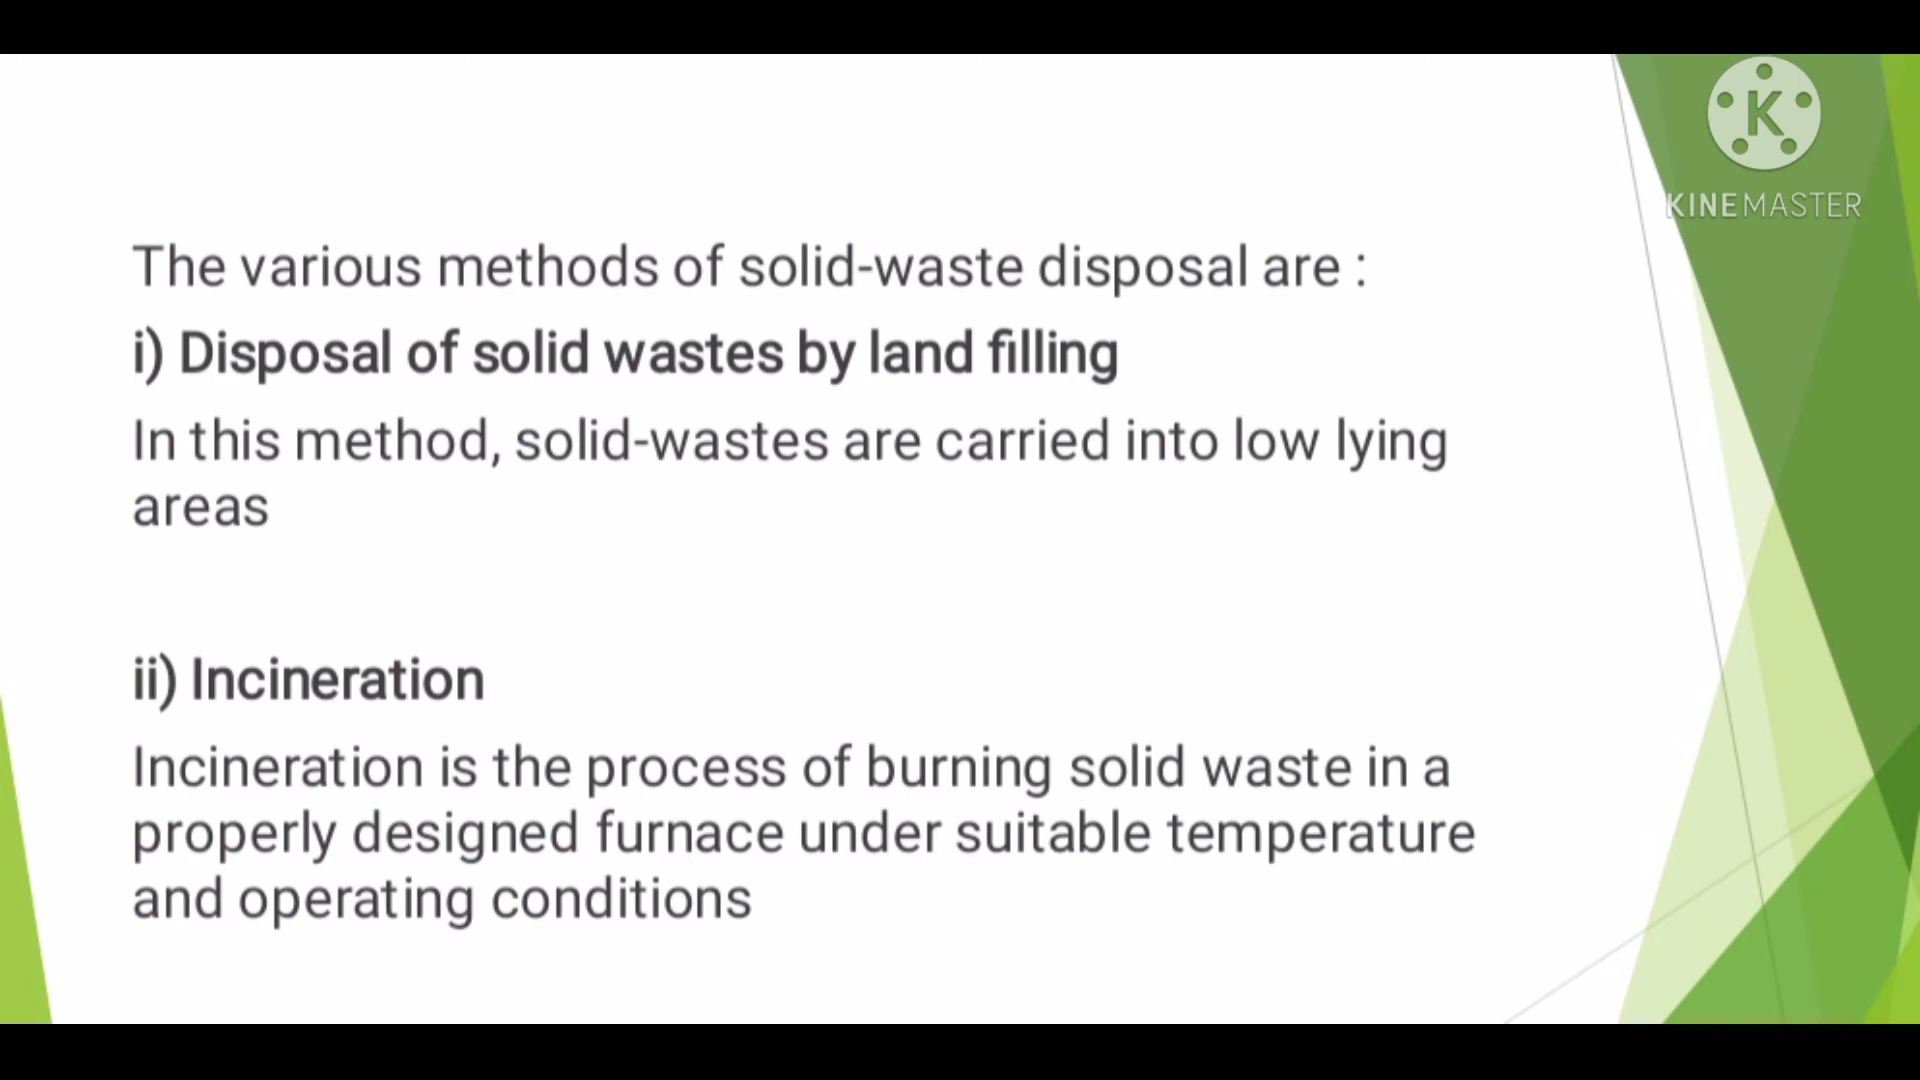 K
KINEMASTER
The various methods of solid-waste disposal are :
i) Disposal of solid wastes by land filling
In this method, solid-wastes are carried into low lying
areas
ii) Incineration
Incineration is the process of burning solid waste in a
properly designed furnace under suitable temperature
and operating conditions